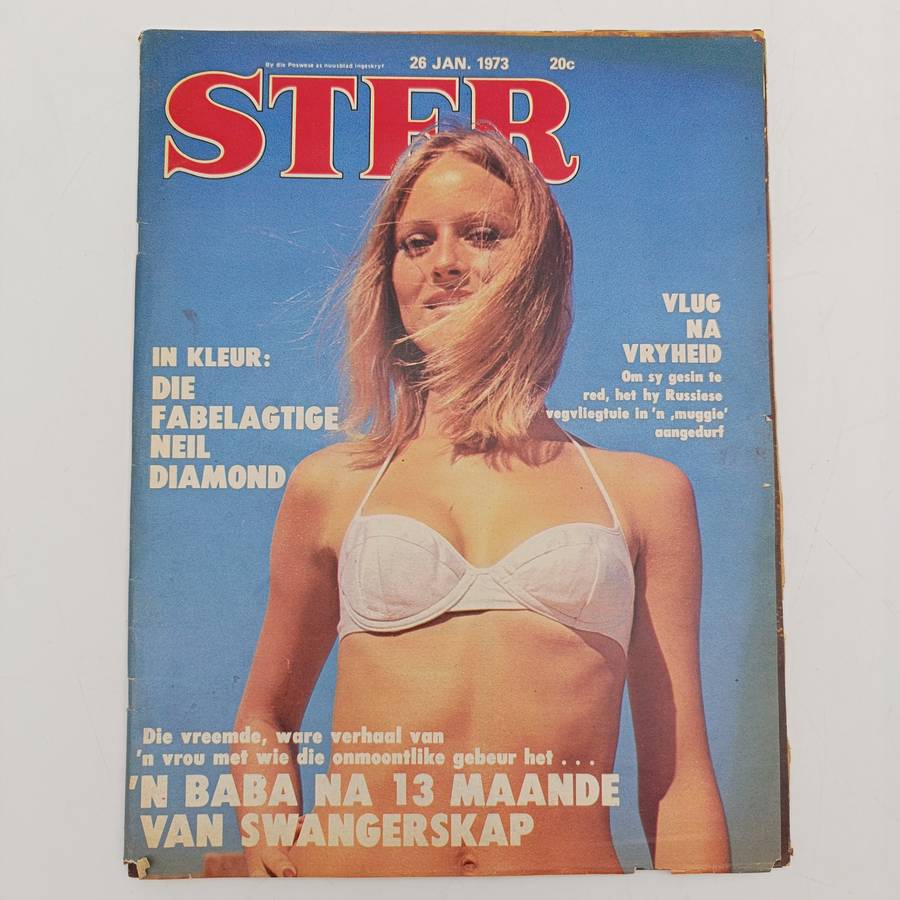 By die Poswese as nuusblad ingeskryf
26 JAN. 1973
20c
STER
VLUG
NA
VRYHEID
Om sy gesin te
red, het hy Russiese
vegvliegtuie in 'n ,muggie'
aangedurf
IN KLEUR:
DIE
FABELAGTIGE
NEIL
DIAMOND
Die vreemde, ware verhaal van
'n vrou met wie die onmoontlike gebeur het . . .
'N BABA NA 13 MAANDE
VAN SWANGERSKAP